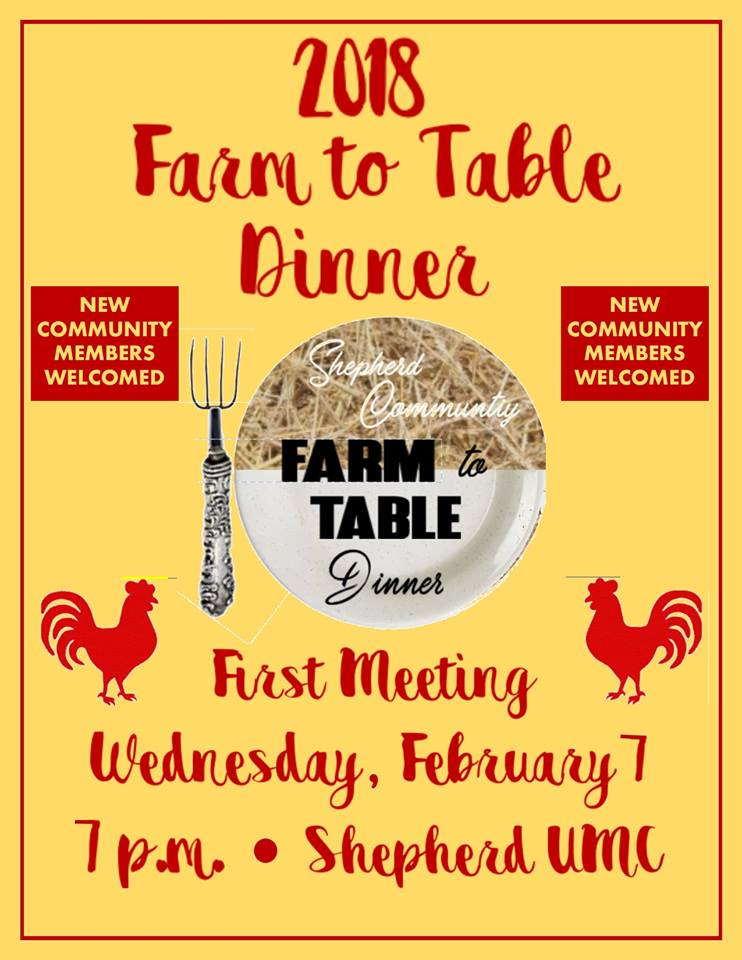 2018
Farm to Table
Dinner
NEW
COMMUNITY
MEMBERS
WELCOMED
NEW
COMMUNITY
MEMBERS
WELCOMED
Shepherd
Community
FARM to
TABLE
Dinner
First Meeting
Wednesday, February 7
7 p.m. • Shepherd UMC